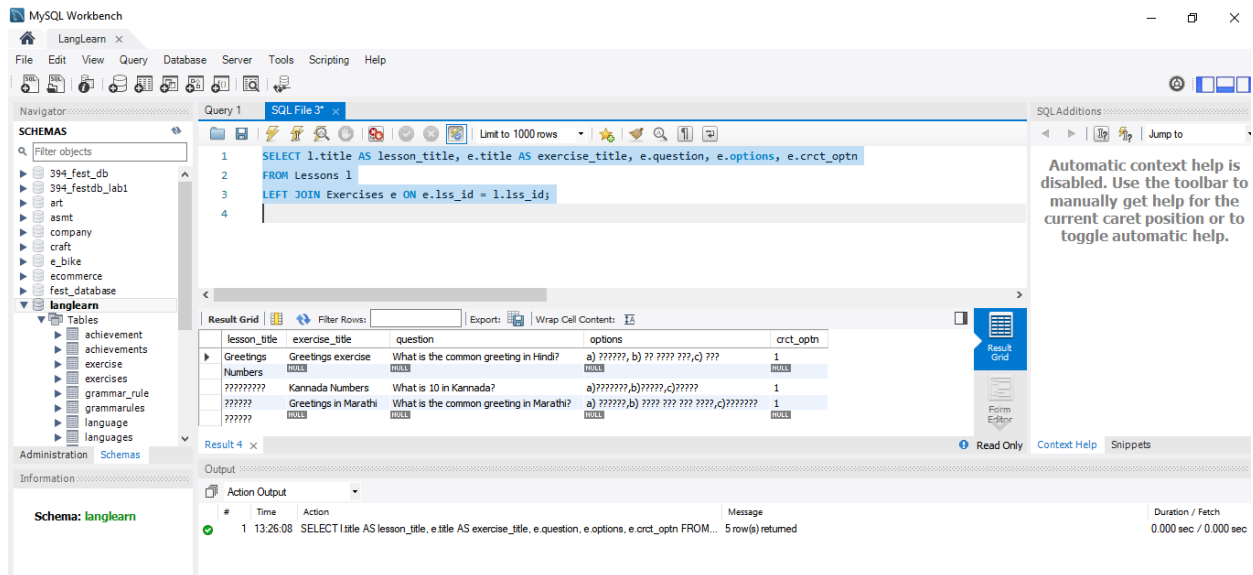 MySQL Workbench
LangLearn
File Edit View Query Database Server Tools Scripting Help
Navigator
SCHEMAS
Filter objects
394_fest_db
394_festdb_lab1
art
asmt
company
craft
e_bike
ecommerce
fest_database
langlearn
Tables
achievement
achievements
exercise
exercises
grammar_rule
grammarules
language
languages
Administration Schemas
Information
Schema: langlearn
Query 1 SQL File 3*
Limit to 1000 rows
1 SELECT l.title AS lesson_title, e.title AS exercise_title, e.question, e.options, e.crct_optn
2 FROM Lessons l
3 LEFT JOIN Exercises e ON e.lss_id = l.lss_id;
4
Result Grid Filter Rows: Export: Wrap Cell Content:
lesson_title exercise_title question options crct_optn
Greetings Greetings exercise What is the common greeting in Hindi? a) ??????, b) ?? ???? ???,c) ??? 1
Numbers NULL NULL NULL NULL
????????? Kannada Numbers What is 10 in Kannada? a)???????,b)?????,c)????? 1
?????? Greetings in Marathi What is the common greeting in Marathi? a) ??????,b) ???? ??? ??? ????,c)??????? 1
?????? NULL NULL NULL NULL
Result Grid
Form Editor
Result 4 Read Only
Output
Action Output
# Time Action Message Duration / Fetch
1 13:26:08 SELECT l.title AS lesson_title, e.title AS exercise_title, e.question, e.options, e.crct_optn FROM... 5 row(s) returned 0.000 sec / 0.000 sec
SQLAdditions
Jump to
Automatic context help is
disabled. Use the toolbar to
manually get help for the
current caret position or to
toggle automatic help.
Context Help Snippets